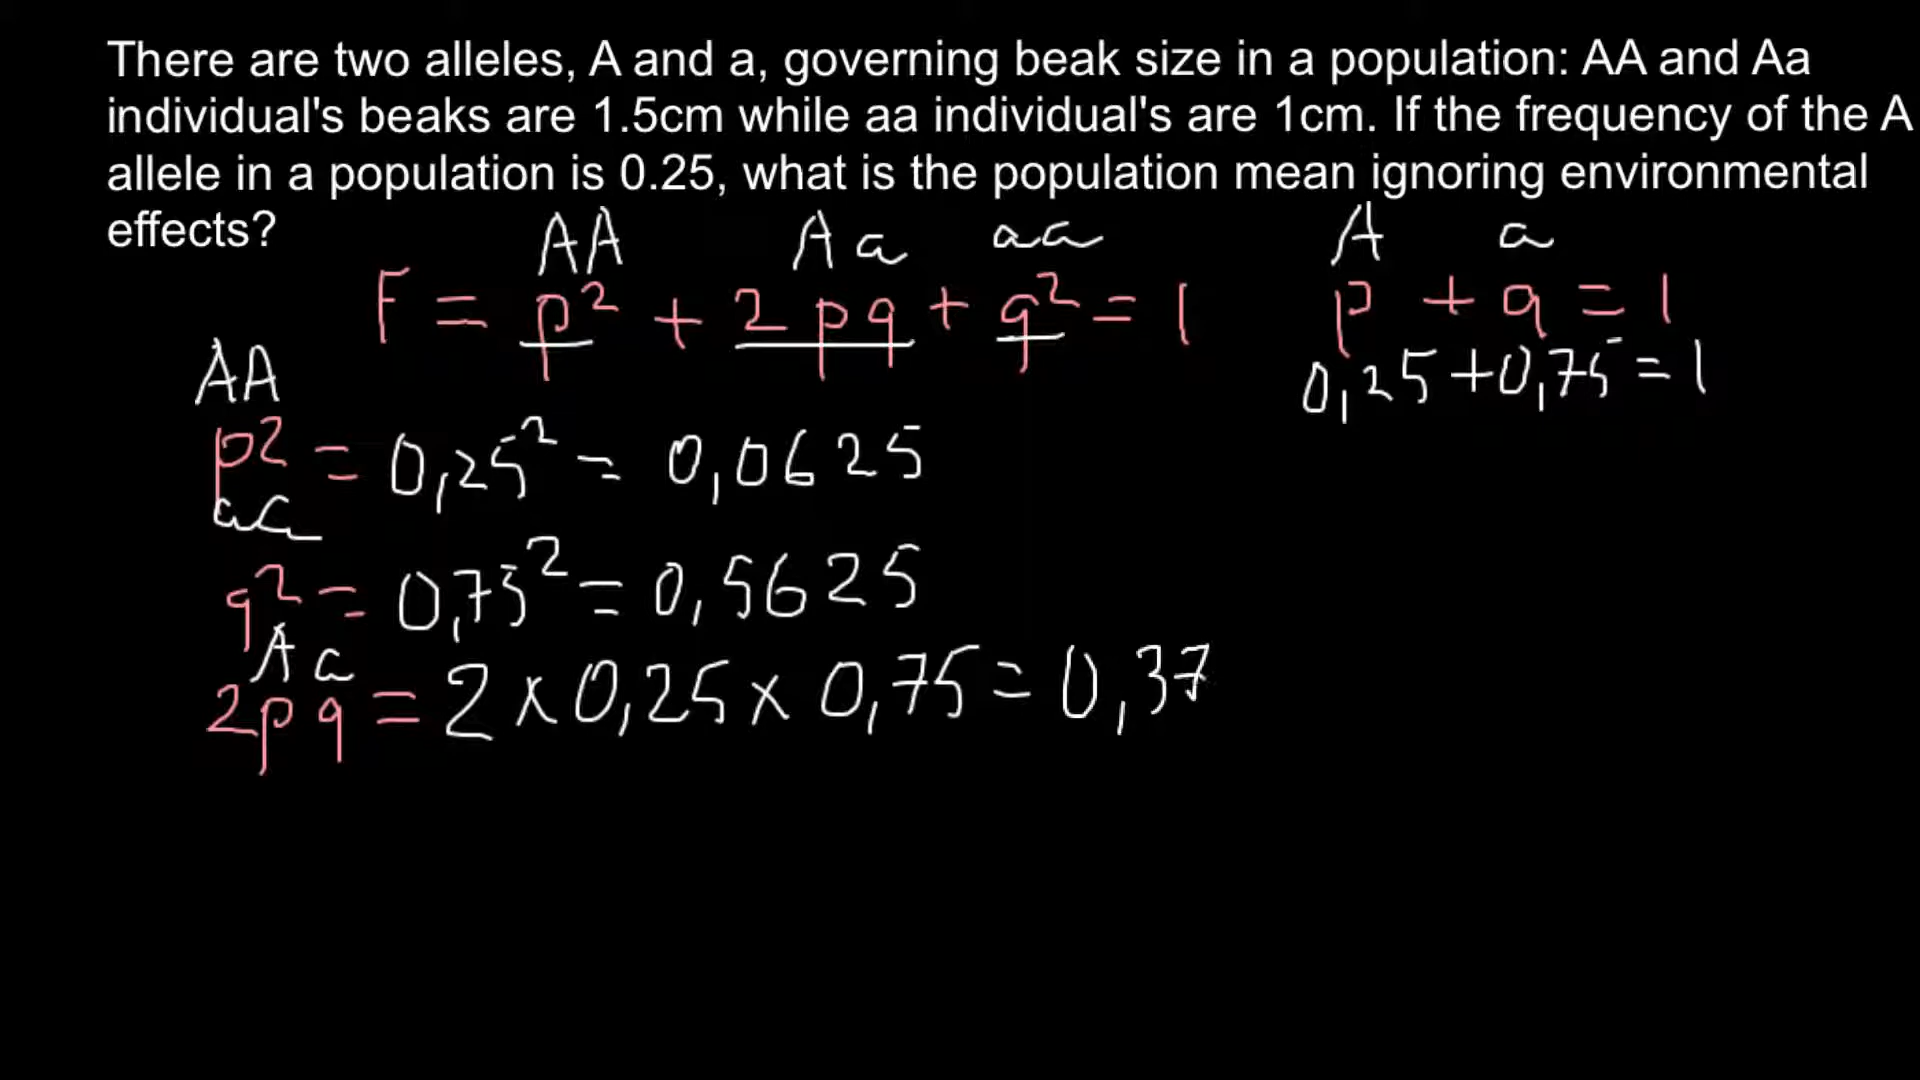 There are two alleles, A and a, governing beak size in a population: AA and Aa
individual's beaks are 1.5cm while aa individual's are 1cm. If the frequency of the A
allele in a population is 0.25, what is the population mean ignoring environmental
effects?
AA Aa aa A a
F = p² + 2pq + q² = 1 p + q = 1
0,25 + 0,75 = 1
AA
p² = 0,25² = 0,0625
aa
q² = 0,75² = 0,5625
Aa
2pq = 2 × 0,25 × 0,75 = 0,37